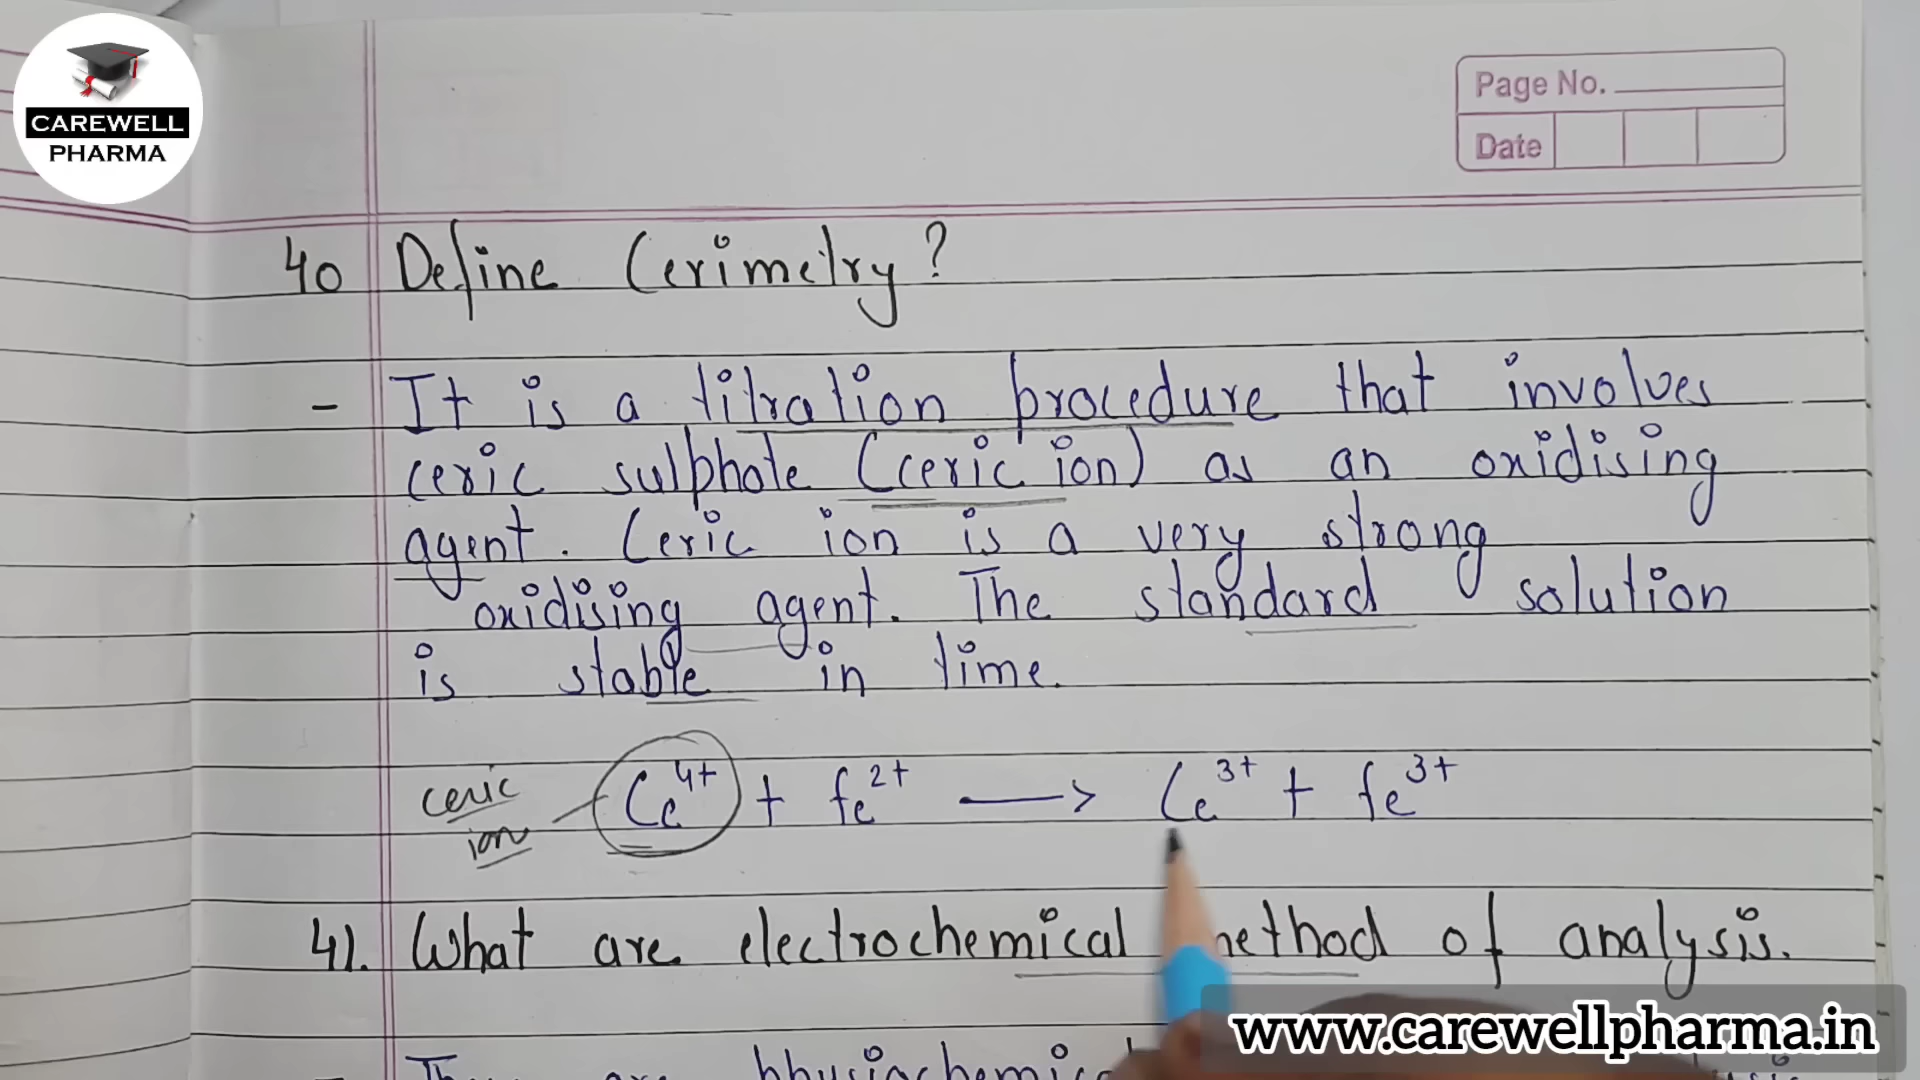 CAREWELL
PHARMA
Page No.
Date
40 Define Cerimetry?
- It is a titration procedure that involves
ceric sulphate (ceric ion) as an oxidising
agent. Ceric ion is a very strong
oxidising agent. The standard solution
is stable in time.
ceric
ion
Ce4+ + fe2+ → Ce3+ + fe3+
41. What are electrochemical method of analysis.
www.carewellpharma.in